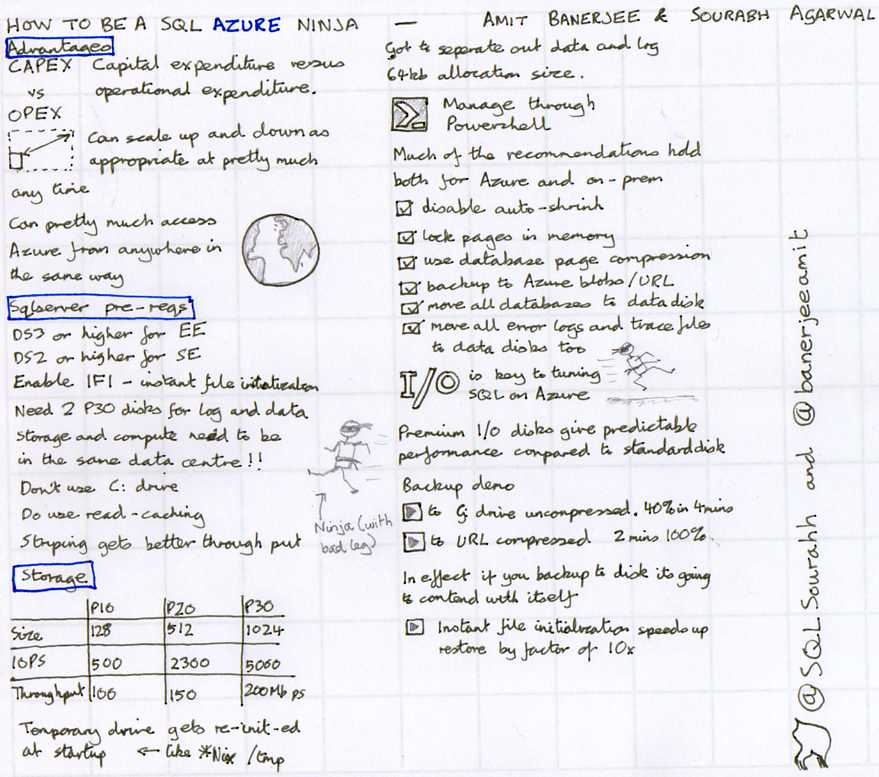 HOW TO BE A SQL AZURE NINJA — AMIT BANERJEE & SOURABH AGARWAL
Advantages
CAPEX Capital expenditure versus
vs operational expenditure.
OPEX
Can scale up and down as
appropriate at pretty much
any time
Can pretty much access
Azure from anywhere in
the same way
Sqlserver pre-reqs
DS3 or higher for EE
DS2 or higher for SE
Enable IFI - instant file initialization
Need 2 P30 disks for log and data
Storage and compute need to be
in the same data centre!!
Don't use C: drive
Do use read-caching
Striping gets better through put
Ninja (with
bad leg)
Storage
P10 P20 P30
Size 128 512 1024
IOPS 500 2300 5000
Throughput 100 150 200Mb ps
Temporary drive gets re-init-ed
at startup ← like *Nix /tmp
Got to seperate out data and log
64kb allocation size.
Manage through
Powershell
Much of the recommendations hold
both for Azure and on-prem
disable auto-shrink
lock pages in memory
use database page compression
backup to Azure blobs/URL
move all databases to data disk
move all error logs and trace files
to data disks too
I/O is key to tuning
SQL on Azure
Premium I/O disks give predictable
performance compared to standard disk
Backup demo
to G: drive uncompressed. 40% in 4mins
to URL compressed 2 mins 100%.
In effect if you backup to disk its going
to contend with itself
Instant file initialization speeds up
restore by factor of 10x
@SQLSourahh and @banerjeeamit